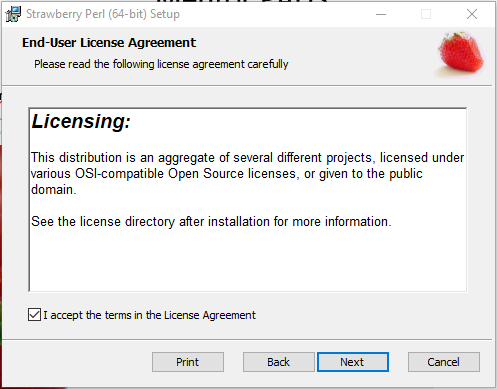 Strawberry Perl (64-bit) Setup
End-User License Agreement
Please read the following license agreement carefully
Licensing:
This distribution is an aggregate of several different projects, licensed under
various OSI-compatible Open Source licenses, or given to the public
domain.
See the license directory after installation for more information.
I accept the terms in the License Agreement
Print
Back
Next
Cancel